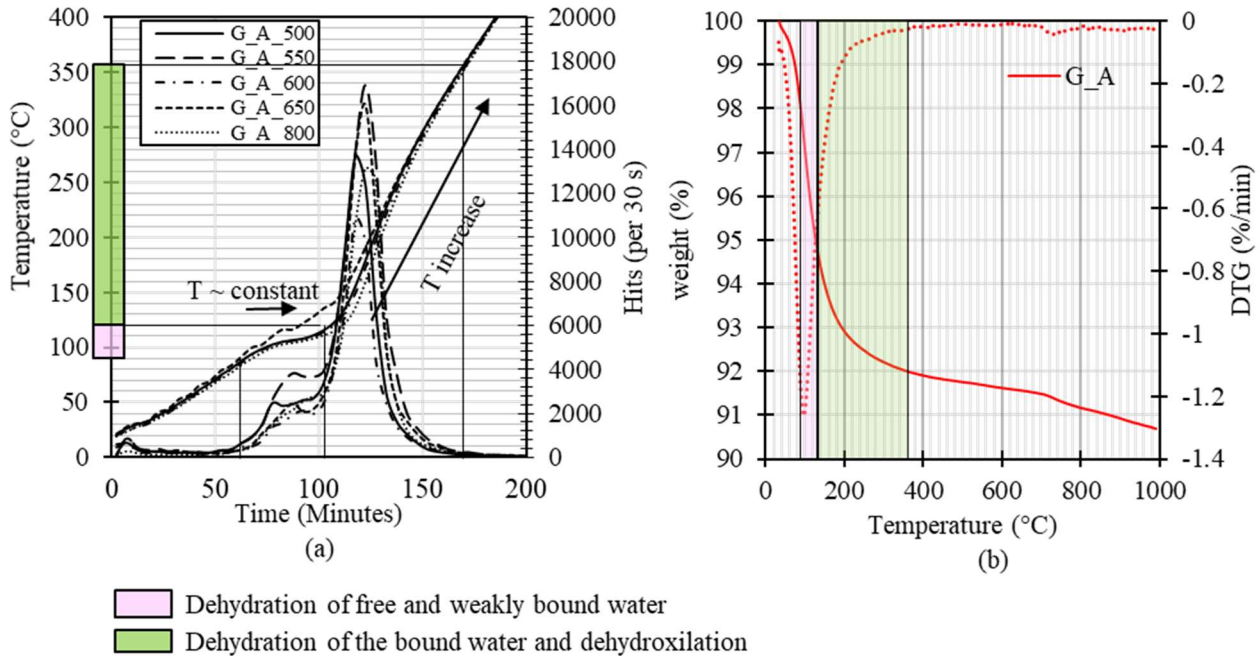 400
350
300
250
200
150
100
50
0
Temperature (°C)
G_A_500
G_A_550
G_A_600
G_A_650
G_A_800
T ~ constant
T increase
20000
18000
16000
14000
12000
10000
8000
6000
4000
2000
0
Hits (per 30 s)
0 50 100 150 200
Time (Minutes)
(a)
100
99
98
97
96
95
94
93
92
91
90
weight (%)
G_A
0
-0.2
-0.4
-0.6
-0.8
-1
-1.2
-1.4
DTG (%/min)
0 200 400 600 800 1000
Temperature (°C)
(b)
Dehydration of free and weakly bound water
Dehydration of the bound water and dehydroxilation